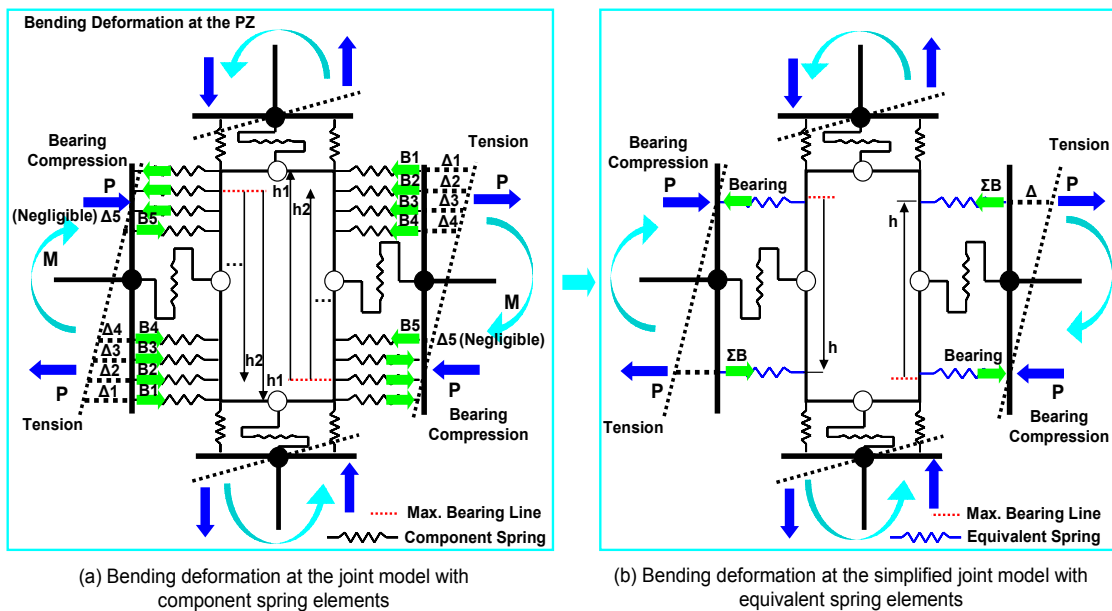 Bending Deformation at the PZ
Bearing
Compression
Tension
P
(Negligible) Δ5
B5
M
h1
h2
...
B1
B2
B3
B4
Δ1
Δ2
Δ3
Δ4
P
M
...
Δ4
Δ3
Δ2
Δ1
B4
B3
B2
B1
P
Tension
h2
h1
B5
Δ5 (Negligible)
P
Bearing
Compression
Max. Bearing Line
Component Spring
(a) Bending deformation at the joint model with
component spring elements
Bearing
Compression
Tension
P
Bearing
ΣB
Δ
P
M
h
h
M
ΣB
Bearing
P
P
Tension
Bearing
Compression
Max. Bearing Line
Equivalent Spring
(b) Bending deformation at the simplified joint model with
equivalent spring elements